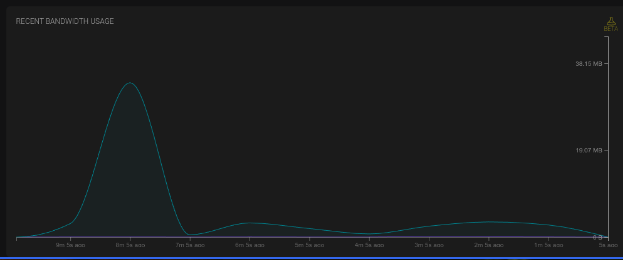 RECENT BANDWIDTH USAGE
BETA
38.15 MB
19.07 MB
0 B
9m 5s ago
8m 5s ago
7m 5s ago
6m 5s ago
5m 5s ago
4m 5s ago
3m 5s ago
2m 5s ago
1m 5s ago
5s ago